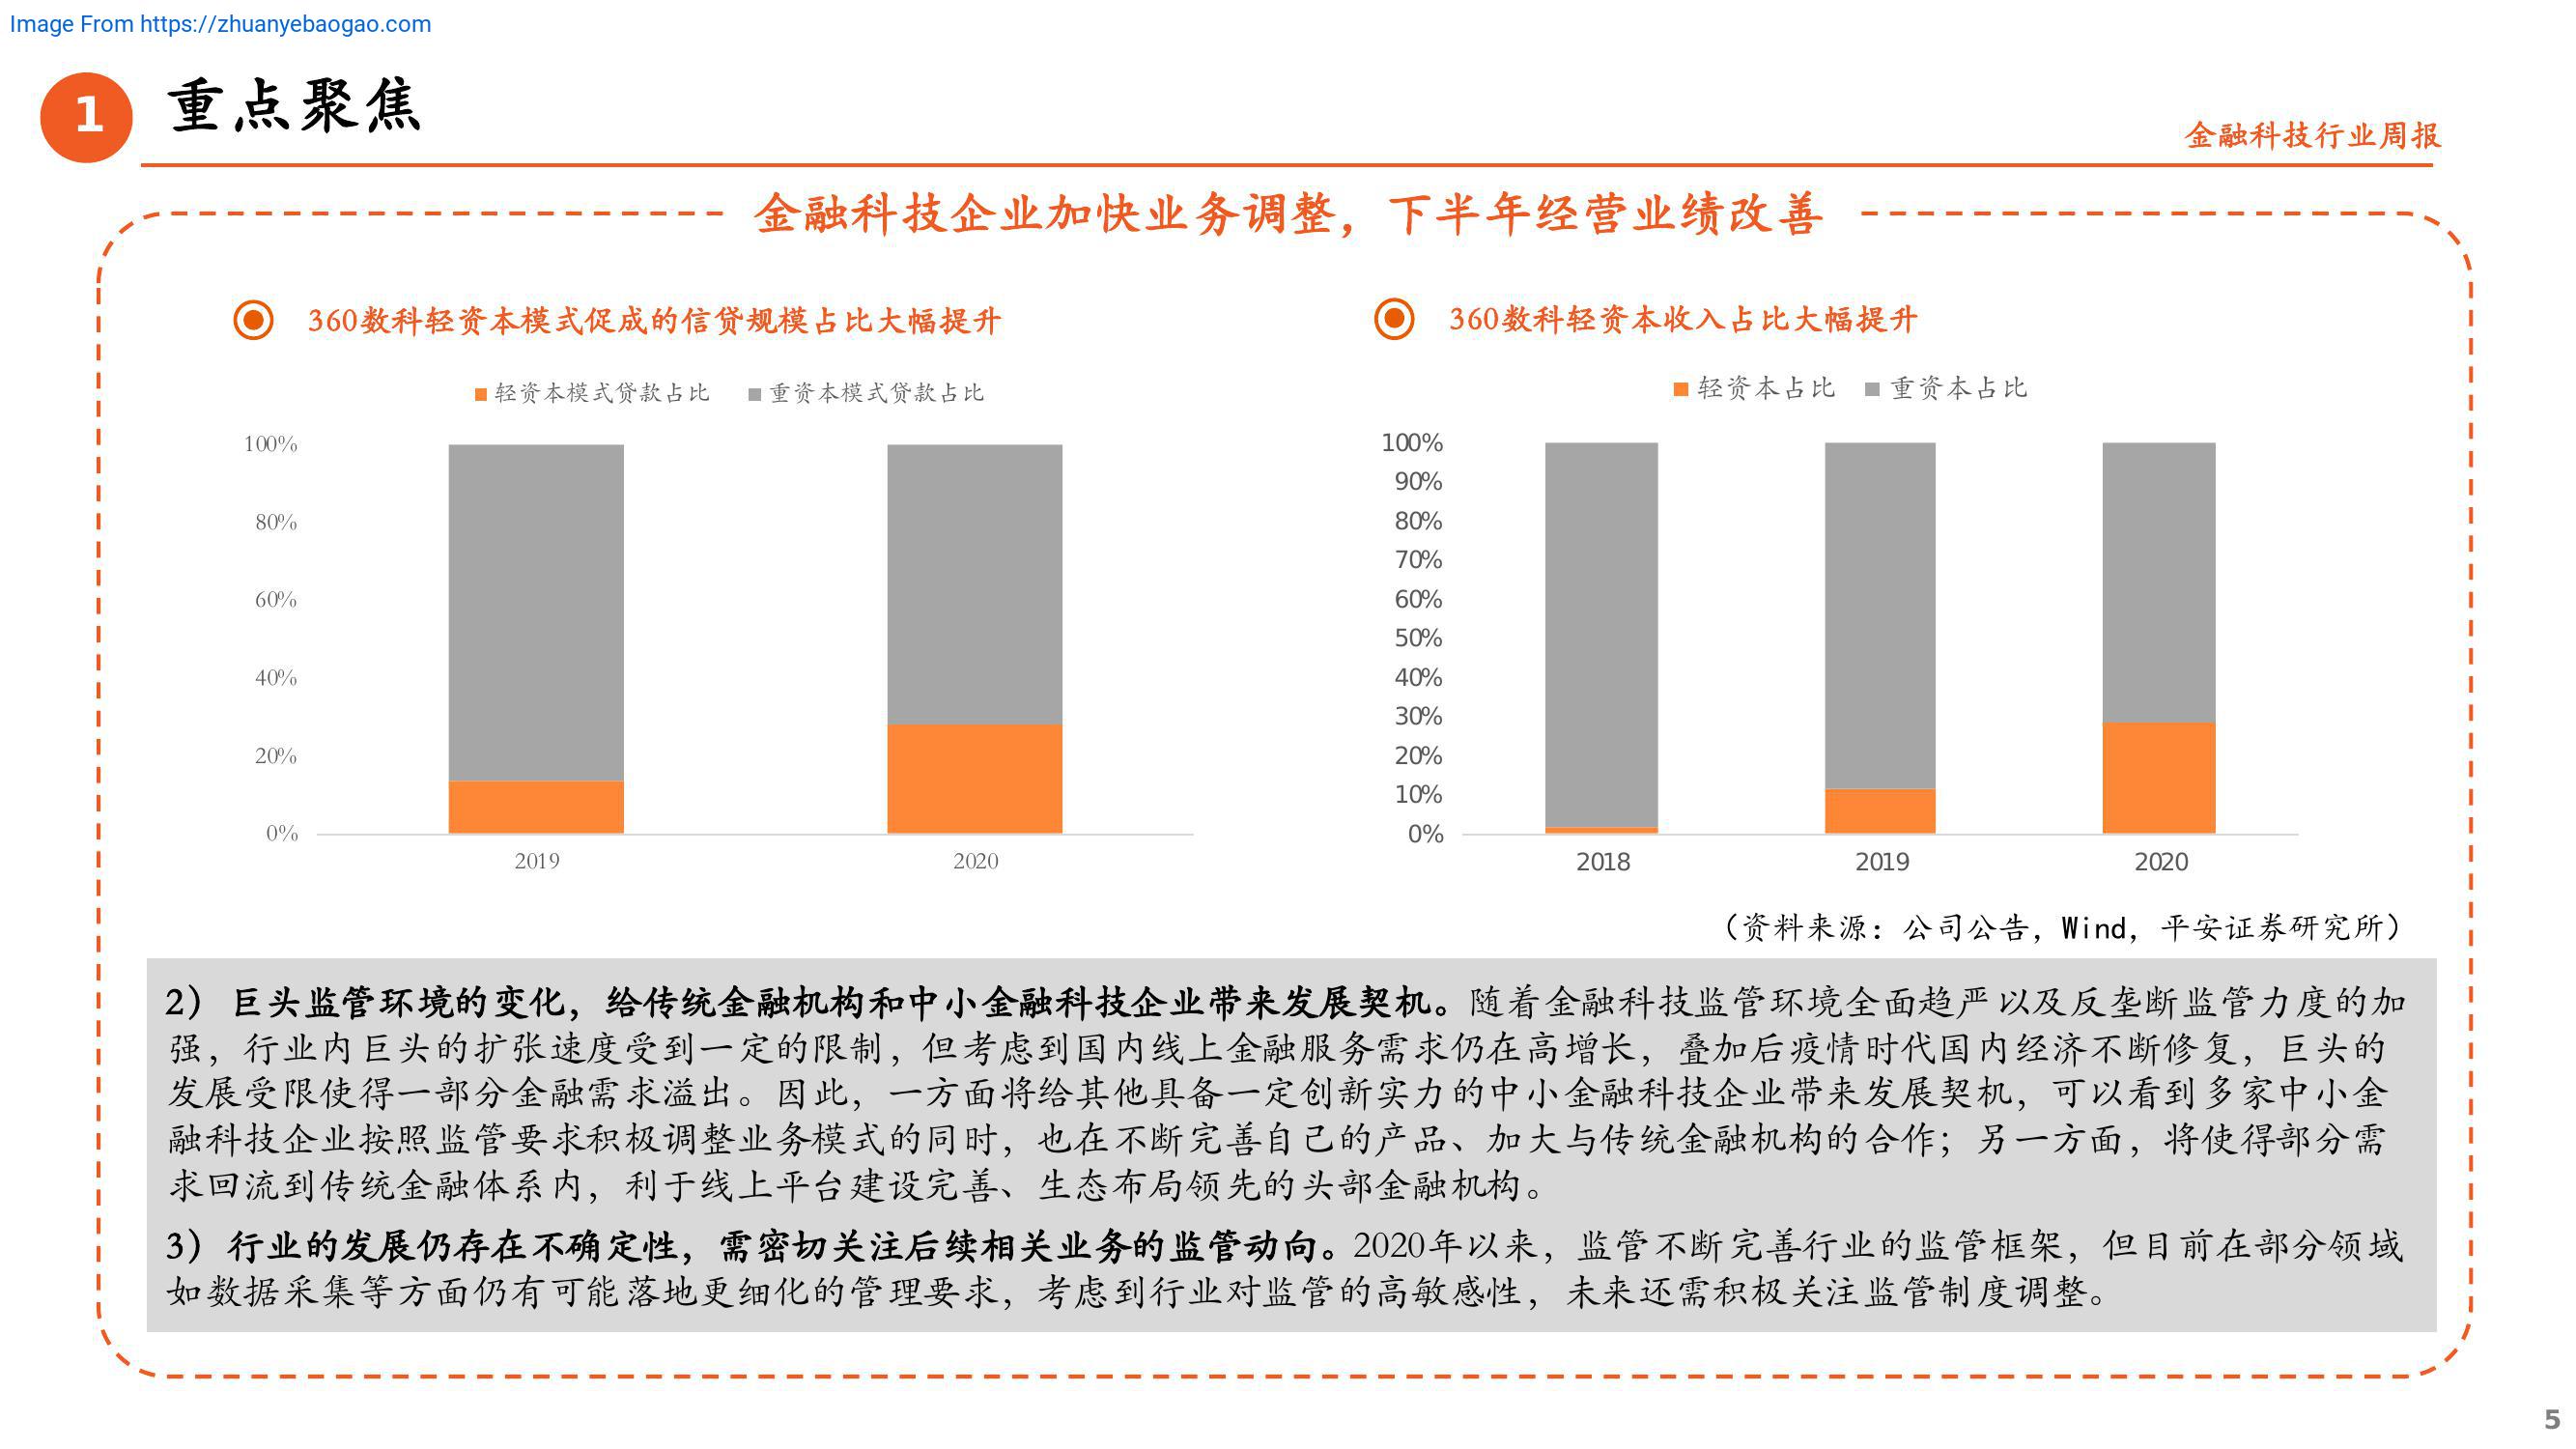 Image From https://zhuanyebaogao.com
1
重点聚焦
金融科技行业周报
金融科技企业加快业务调整，下半年经营业绩改善
360数科轻资本模式促成的信贷规模占比大幅提升
轻资本模式贷款占比 重资本模式贷款占比
100%
80%
60%
40%
20%
0%
2019 2020
360数科轻资本收入占比大幅提升
轻资本占比 重资本占比
100%
90%
80%
70%
60%
50%
40%
30%
20%
10%
0%
2018 2019 2020
（资料来源：公司公告，Wind，平安证券研究所）
2）巨头监管环境的变化，给传统金融机构和中小金融科技企业带来发展契机。随着金融科技监管环境全面趋严以及反垄断监管力度的加
强，行业内巨头的扩张速度受到一定的限制，但考虑到国内线上金融服务需求仍在高增长，叠加后疫情时代国内经济不断修复，巨头的
发展受限使得一部分金融需求溢出。因此，一方面将给其他具备一定创新实力的中小金融科技企业带来发展契机，可以看到多家中小金
融科技企业按照监管要求积极调整业务模式的同时，也在不断完善自己的产品、加大与传统金融机构的合作；另一方面，将使得部分需
求回流到传统金融体系内，利于线上平台建设完善、生态布局领先的头部金融机构。
3）行业的发展仍存在不确定性，需密切关注后续相关业务的监管动向。2020年以来，监管不断完善行业的监管框架，但目前在部分领域
如数据采集等方面仍有可能落地更细化的管理要求，考虑到行业对监管的高敏感性，未来还需积极关注监管制度调整。
5